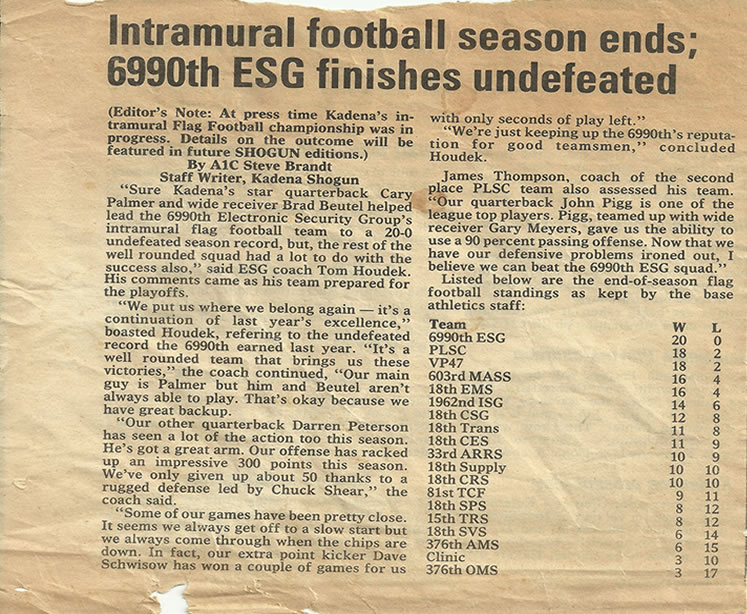 Intramural football season ends;
6990th ESG finishes undefeated
(Editor's Note: At press time Kadena's in-
tramural Flag Football championship was in
progress. Details on the outcome will be
featured in future SHOGUN editions.)
By A1C Steve Brandt
Staff Writer, Kadena Shogun
"Sure Kadena's star quarterback Cary
Palmer and wide receiver Brad Beutel helped
lead the 6990th Electronic Security Group's
intramural flag football team to a 20-0
undefeated season record, but, the rest of the
well rounded squad had a lot to do with the
success also," said ESG coach Tom Houdek.
His comments came as his team prepared for
the playoffs.
"We put us where we belong again — it's a
continuation of last year's excellence,"
boasted Houdek, refering to the undefeated
record the 6990th earned last year. "It's a
well rounded team that brings us these
victories," the coach continued, "Our main
guy is Palmer but him and Beutel aren't
always able to play. That's okay because we
have great backup.
"Our other quarterback Darren Peterson
has seen a lot of the action too this season.
He's got a great arm. Our offense has racked
up an impressive 300 points this season.
We've only given up about 50 thanks to a
rugged defense led by Chuck Shear," the
coach said.
"Some of our games have been pretty close.
It seems we always get off to a slow start but
we always come through when the chips are
down. In fact, our extra point kicker Dave
Schwisow has won a couple of games for us
with only seconds of play left."
"We're just keeping up the 6990th's reputa-
tion for good teamsmen," concluded
Houdek.
James Thompson, coach of the second
place PLSC team also assessed his team.
"Our quarterback John Pigg is one of the
league top players. Pigg, teamed up with wide
receiver Gary Meyers, gave us the ability to
use a 90 percent passing offense. Now that we
have our defensive problems ironed out, I
believe we can beat the 6990th ESG squad."
Listed below are the end-of-season flag
football standings as kept by the base
athletics staff:
Team W L
6990th ESG 20 0
PLSC 18 2
VP47 18 2
603rd MASS 16 4
18th EMS 16 4
1962nd ISG 14 6
18th CSG 12 8
18th Trans 11 8
18th CES 11 9
33rd ARRS 10 9
18th Supply 10 10
18th CRS 10 10
81st TCF 9 11
18th SPS 8 12
15th TRS 8 12
18th SVS 6 14
376th AMS 6 15
Clinic 3 10
376th OMS 3 17